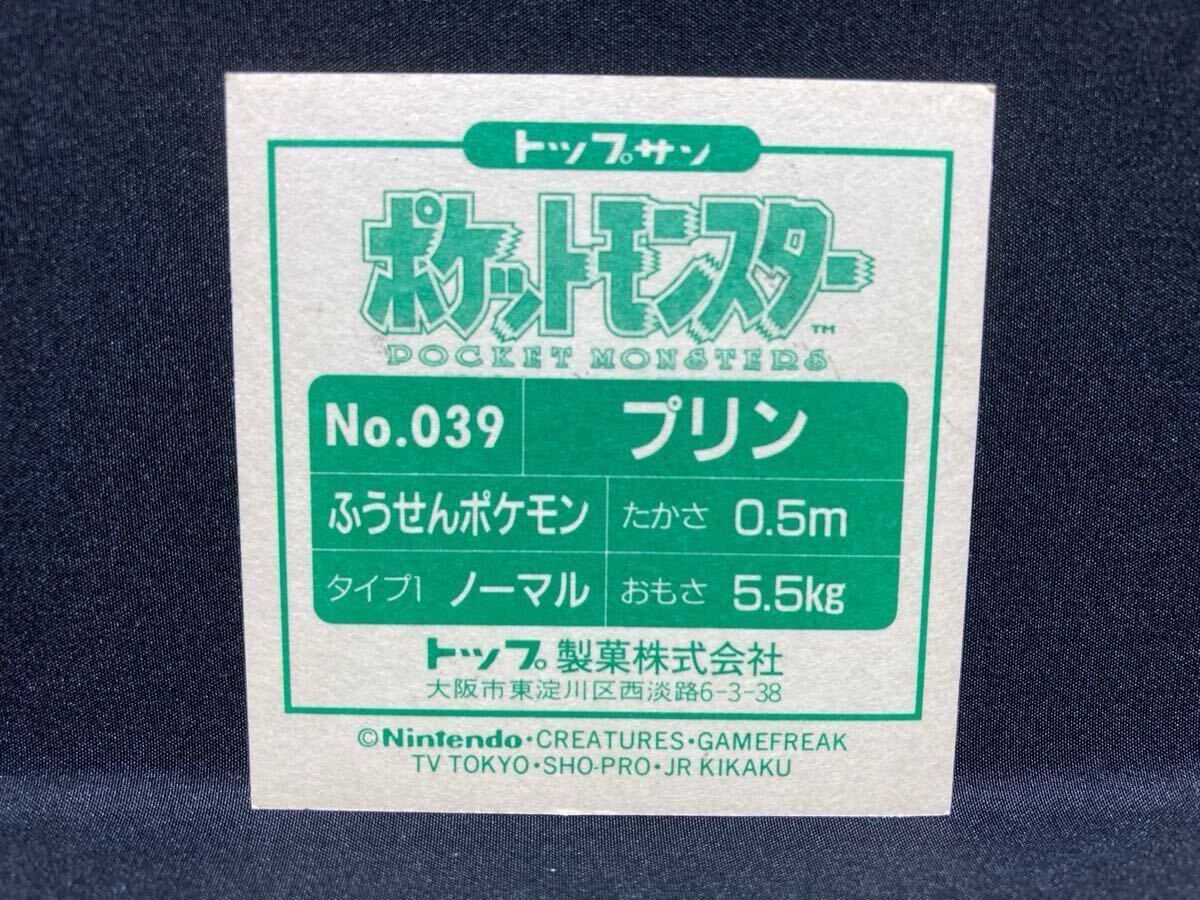 トップサン
ポケットモンスター™
POCKET MONSTERS
No.039 プリン
ふうせんポケモン たかさ 0.5m
タイプ1 ノーマル おもさ 5.5kg
トップ製菓株式会社
大阪市東淀川区西淡路6-3-38
©Nintendo・CREATURES・GAMEFREAK
TV TOKYO・SHO-PRO・JR KIKAKU